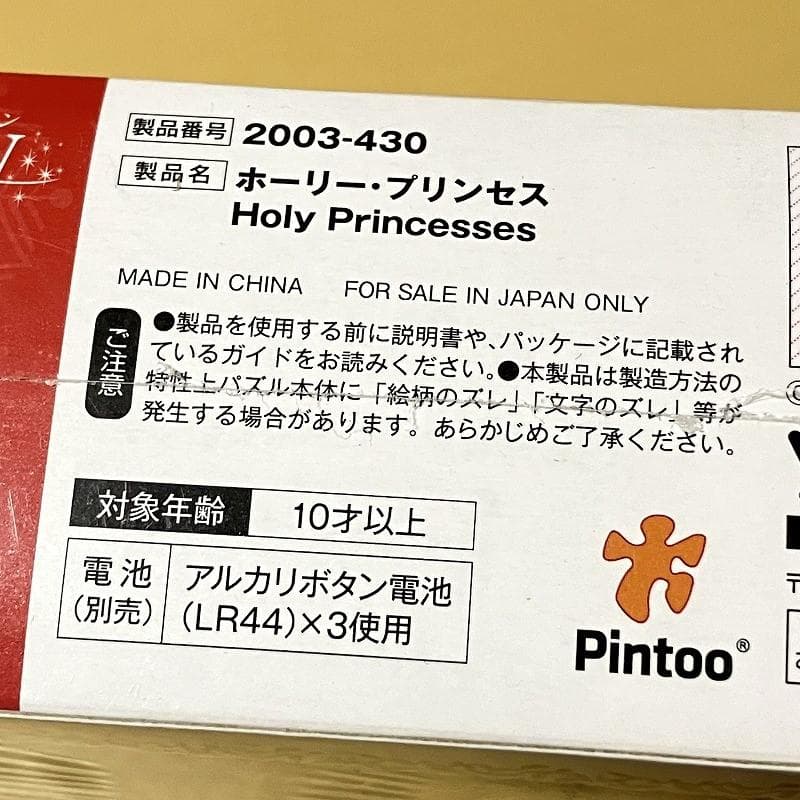 製品番号 2003-430
製品名 ホーリー・プリンセス
Holy Princesses
MADE IN CHINA FOR SALE IN JAPAN ONLY
ご注意
●製品を使用する前に説明書や、パッケージに記載され
ているガイドをお読みください。●本製品は製造方法の
特性上パズル本体に「絵柄のズレ」「文字のズレ」等が
発生する場合があります。あらかじめご了承ください。
対象年齢 10才以上
電池 アルカリボタン電池
(別売) (LR44)×3使用
Pintoo®